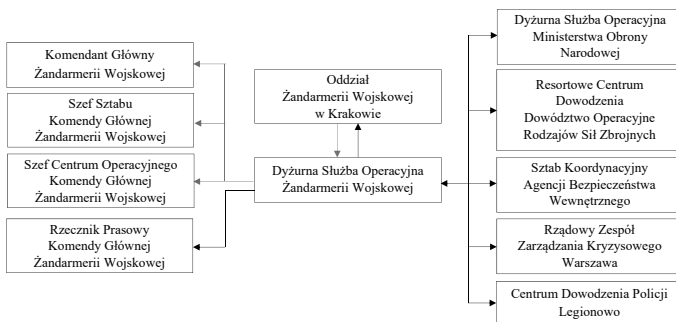 Komendant Główny
Żandarmerii Wojskowej
Szef Sztabu
Komendy Głównej
Żandarmerii Wojskowej
Szef Centrum Operacyjnego
Komendy Głównej
Żandarmerii Wojskowej
Rzecznik Prasowy
Komendy Głównej
Żandarmerii Wojskowej
Oddział
Żandarmerii Wojskowej
w Krakowie
Dyżurna Służba Operacyjna
Żandarmerii Wojskowej
Dyżurna Służba Operacyjna
Ministerstwa Obrony
Narodowej
Resortowe Centrum
Dowodzenia
Dowództwo Operacyjne
Rodzajów Sił Zbrojnych
Sztab Koordynacyjny
Agencji Bezpieczeństwa
Wewnętrznego
Rządowy Zespół
Zarządzania Kryzysowego
Warszawa
Centrum Dowodzenia Policji
Legionowo